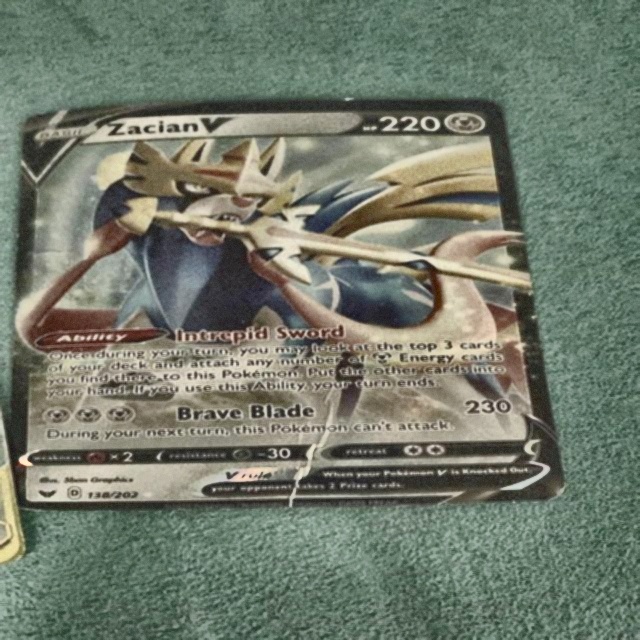 BASIC Zacian V HP 220
Ability Intrepid Sword
Once during your turn, you may look at the top 3 cards
of your deck and attach any number of Energy cards
you find there to this Pokémon. Put the other cards into
your hand. If you use this Ability, your turn ends.
Brave Blade 230
During your next turn, this Pokémon can't attack.
weakness ×2 resistance -30 retreat
Illus. 5ban Graphics V rule When your Pokémon V is Knocked Out,
your opponent takes 2 Prize cards.
D 138/202